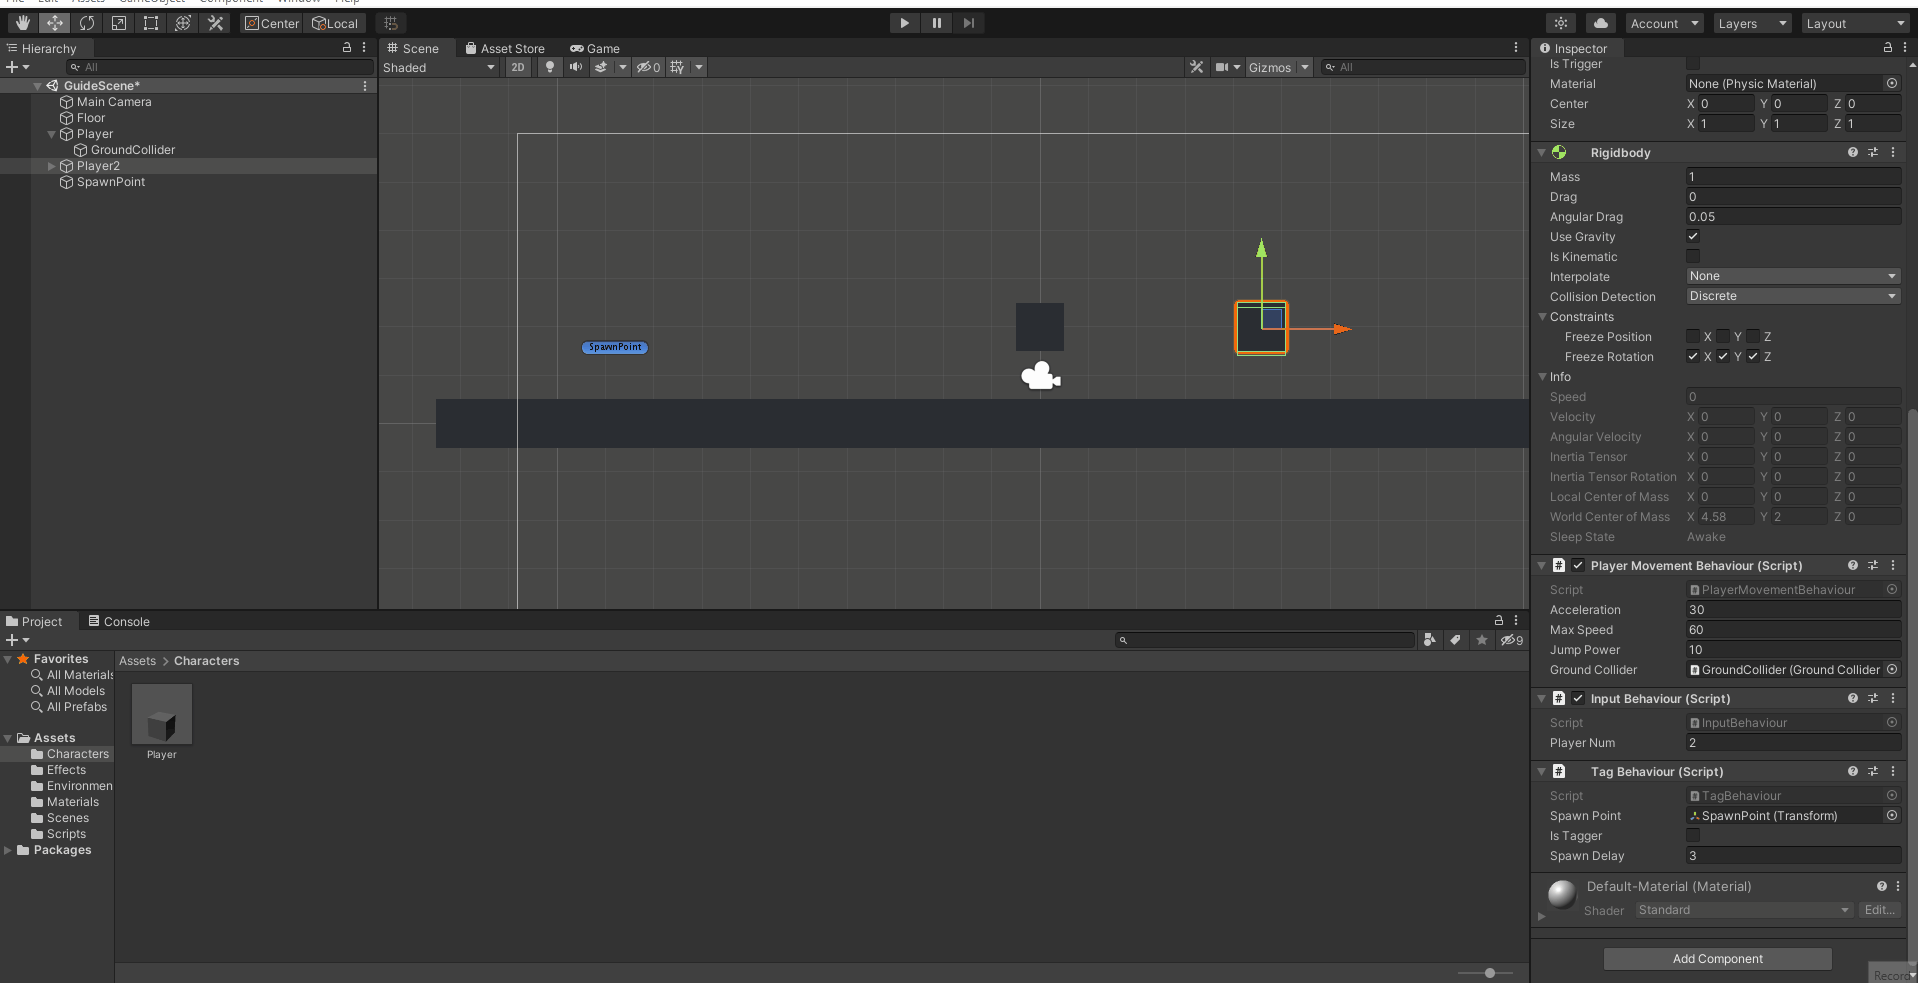 File Edit Assets GameObject Component Window Help
Center Local Account Layers Layout
Hierarchy
All
GuideScene*
Main Camera
Floor
Player
GroundCollider
Player2
SpawnPoint
Scene Asset Store Game
Shaded 2D 0 Gizmos All
SpawnPoint
Inspector
Is Trigger
Material None (Physic Material)
Center X 0 Y 0 Z 0
Size X 1 Y 1 Z 1
Rigidbody
Mass 1
Drag 0
Angular Drag 0.05
Use Gravity
Is Kinematic
Interpolate None
Collision Detection Discrete
Constraints
Freeze Position X Y Z
Freeze Rotation X Y Z
Info
Speed 0
Velocity X 0 Y 0 Z 0
Angular Velocity X 0 Y 0 Z 0
Inertia Tensor X 0 Y 0 Z 0
Inertia Tensor Rotation X 0 Y 0 Z 0
Local Center of Mass X 0 Y 0 Z 0
World Center of Mass X 4.58 Y 2 Z 0
Sleep State Awake
# Player Movement Behaviour (Script)
Script PlayerMovementBehaviour
Acceleration 30
Max Speed 60
Jump Power 10
Ground Collider GroundCollider (Ground Collider
# Input Behaviour (Script)
Script InputBehaviour
Player Num 2
# Tag Behaviour (Script)
Script TagBehaviour
Spawn Point SpawnPoint (Transform)
Is Tagger
Spawn Delay 3
Default-Material (Material)
Shader Standard Edit...
Add Component
Record
Project Console
9
Favorites
All Materials
All Models
All Prefabs
Assets
Characters
Effects
Environmen
Materials
Scenes
Scripts
Packages
Assets > Characters
Player